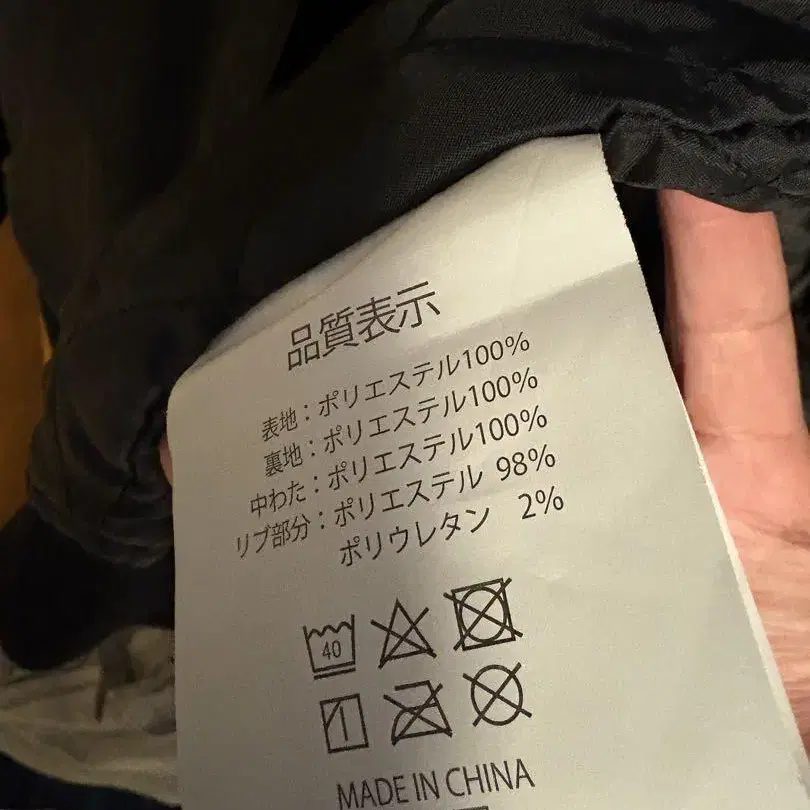 品質表示
表地：ポリエステル100%
裏地：ポリエステル100%
中わた：ポリエステル100%
リブ部分：ポリエステル 98%
ポリウレタン 2%
40
MADE IN CHINA